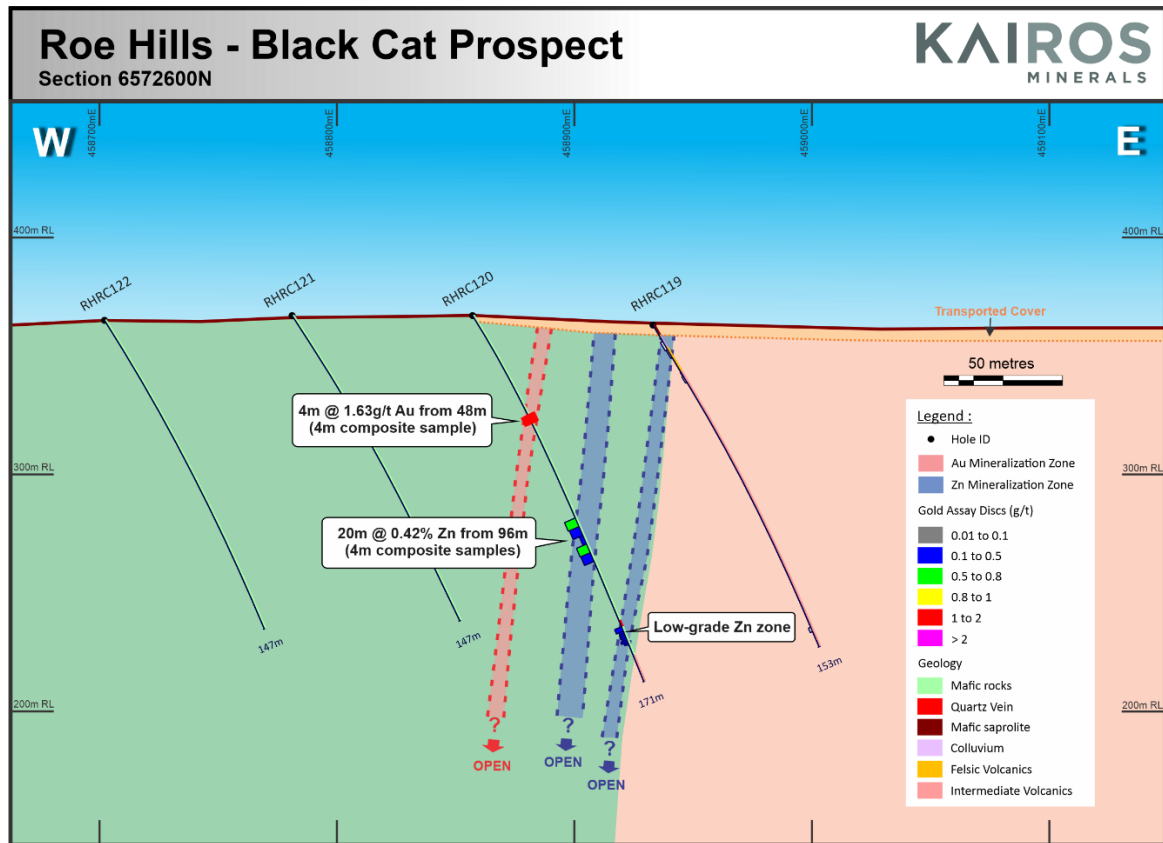 Roe Hills - Black Cat Prospect
Section 6572600N
KAIROS
MINERALS
W
458700mE
458800mE
458900mE
459000mE
459100mE
E
400m RL
400m RL
RHRC122
RHRC121
RHRC120
RHRC119
Transported Cover
50 metres
4m @ 1.63g/t Au from 48m
(4m composite sample)
300m RL
300m RL
20m @ 0.42% Zn from 96m
(4m composite samples)
Low-grade Zn zone
147m
147m
153m
171m
200m RL
200m RL
?
OPEN
?
OPEN
?
OPEN
Legend :
Hole ID
Au Mineralization Zone
Zn Mineralization Zone
Gold Assay Discs (g/t)
0.01 to 0.1
0.1 to 0.5
0.5 to 0.8
0.8 to 1
1 to 2
> 2
Geology
Mafic rocks
Quartz Vein
Mafic saprolite
Colluvium
Felsic Volcanics
Intermediate Volcanics